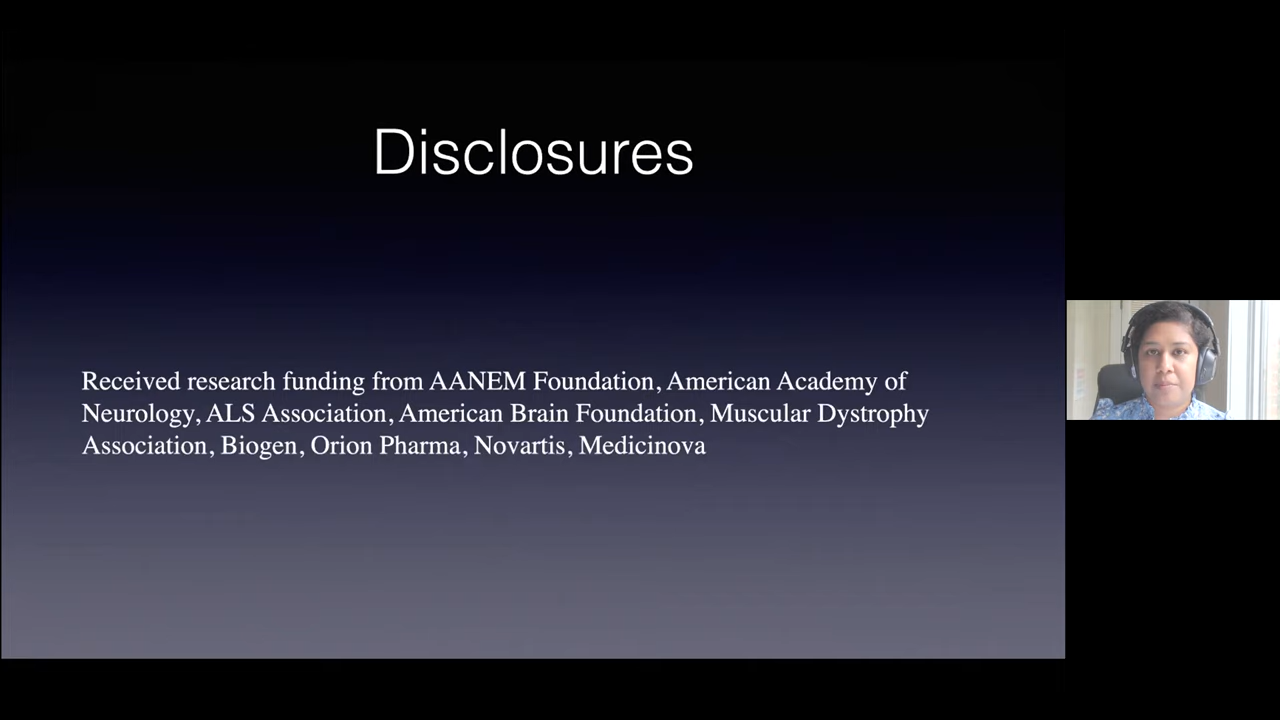 Disclosures
Received research funding from AANEM Foundation, American Academy of
Neurology, ALS Association, American Brain Foundation, Muscular Dystrophy
Association, Biogen, Orion Pharma, Novartis, Medicinova